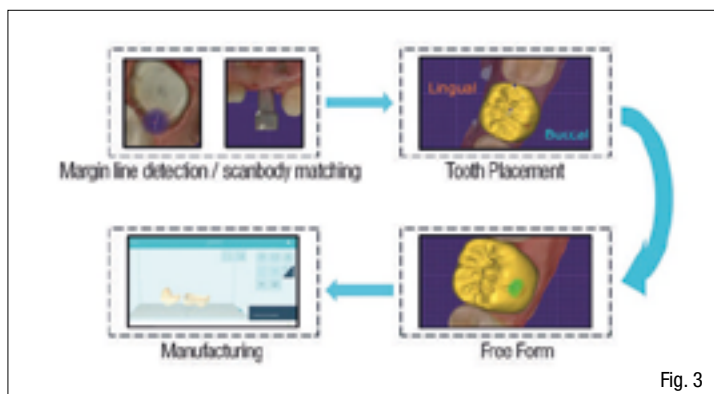 Lingual
Buccal
Margin line detection / scanbody matching
Tooth Placement
Manufacturing
Free Form
Fig. 3